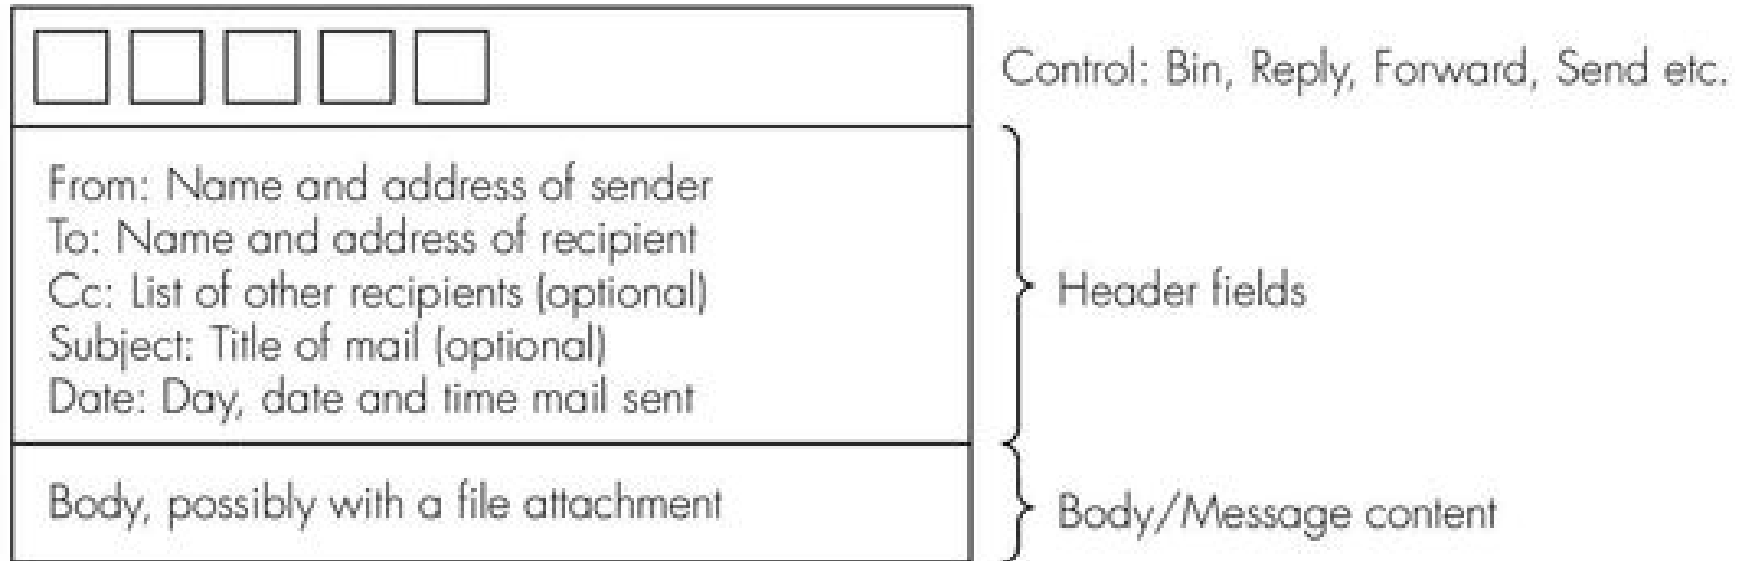 Control: Bin, Reply, Forward, Send etc.
From: Name and address of sender
To: Name and address of recipient
Cc: List of other recipients (optional)
Subject: Title of mail (optional)
Date: Day, date and time mail sent
Header fields
Body, possibly with a file attachment
Body/Message content